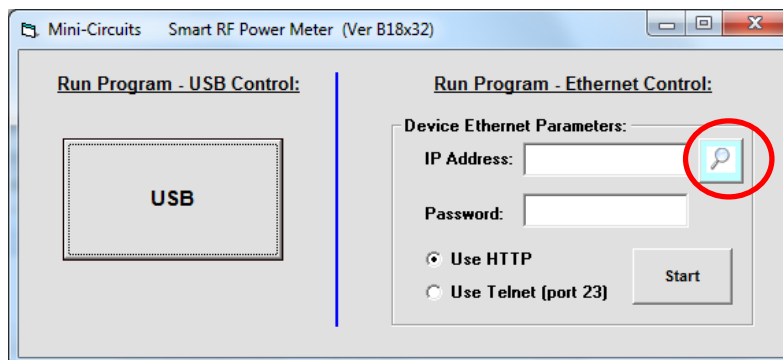 Mini-Circuits Smart RF Power Meter (Ver B18x32)
Run Program - USB Control:
USB
Run Program - Ethernet Control:
Device Ethernet Parameters:
IP Address:
Password:
Use HTTP
Use Telnet (port 23)
Start